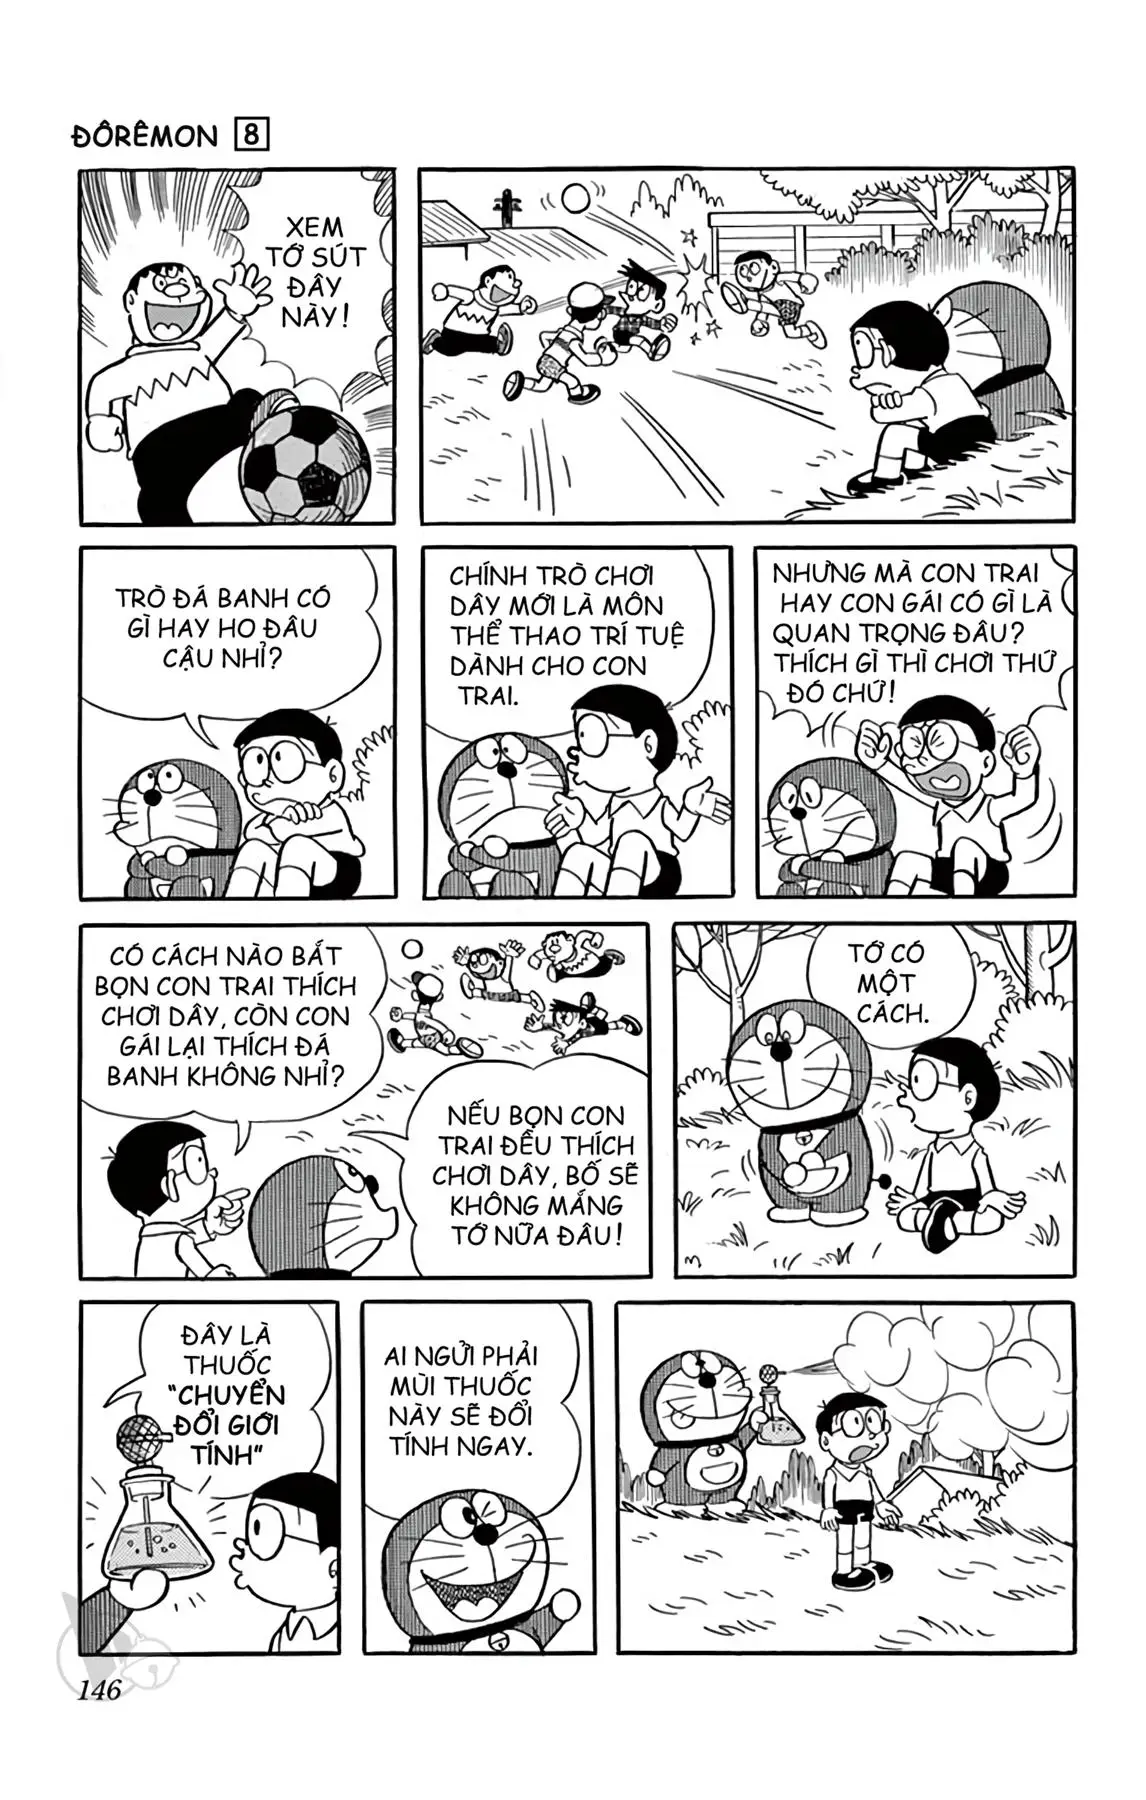 ĐÔRÊMON 8
XEM
TỚ SÚT
ĐÂY
NÀY!
TRÒ ĐÁ BANH CÓ
GÌ HAY HO ĐÂU
CẬU NHỈ?
CHÍNH TRÒ CHƠI
DÂY MỚI LÀ MÔN
THỂ THAO TRÍ TUỆ
DÀNH CHO CON
TRAI.
NHƯNG MÀ CON TRAI
HAY CON GÁI CÓ GÌ LÀ
QUAN TRỌNG ĐÂU?
THÍCH GÌ THÌ CHƠI THỨ
ĐÓ CHỨ!
CÓ CÁCH NÀO BẮT
BỌN CON TRAI THÍCH
CHƠI DÂY, CÒN CON
GÁI LẠI THÍCH ĐÁ
BANH KHÔNG NHỈ?
NẾU BỌN CON
TRAI ĐỀU THÍCH
CHƠI DÂY, BỐ SẼ
KHÔNG MẮNG
TỚ NỮA ĐÂU!
TỚ CÓ
MỘT
CÁCH.
ĐÂY LÀ
THUỐC
"CHUYỂN
ĐỔI GIỚI
TÍNH"
AI NGỬI PHẢI
MÙI THUỐC
NÀY SẼ ĐỔI
TÍNH NGAY.
146